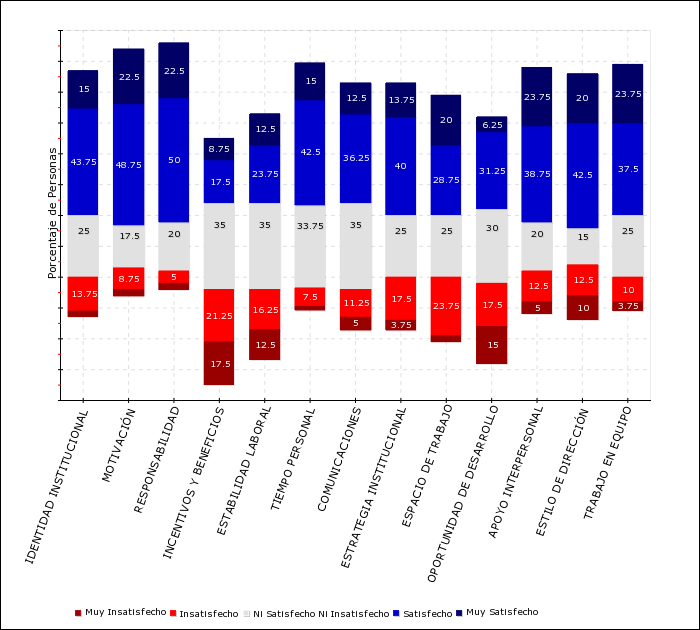 Porcentaje de Personas
15 22.5 22.5 8.75 12.5 15 12.5 13.75 20 6.25 23.75 20 23.75
43.75 48.75 50 17.5 23.75 42.5 36.25 40 28.75 31.25 38.75 42.5 37.5
25 17.5 20 35 35 33.75 35 25 25 30 20 15 25
13.75 8.75 5 21.25 16.25 7.5 11.25 17.5 23.75 17.5 12.5 12.5 10
17.5 12.5 5 3.75 15 5 10 3.75
IDENTIDAD INSTITUCIONAL
MOTIVACIÓN
RESPONSABILIDAD
INCENTIVOS Y BENEFICIOS
ESTABILIDAD LABORAL
TIEMPO PERSONAL
COMUNICACIONES
ESTRATEGIA INSTITUCIONAL
ESPACIO DE TRABAJO
OPORTUNIDAD DE DESARROLLO
APOYO INTERPERSONAL
ESTILO DE DIRECCIÓN
TRABAJO EN EQUIPO
Muy Insatisfecho Insatisfecho Ni Satisfecho Ni Insatisfecho Satisfecho Muy Satisfecho